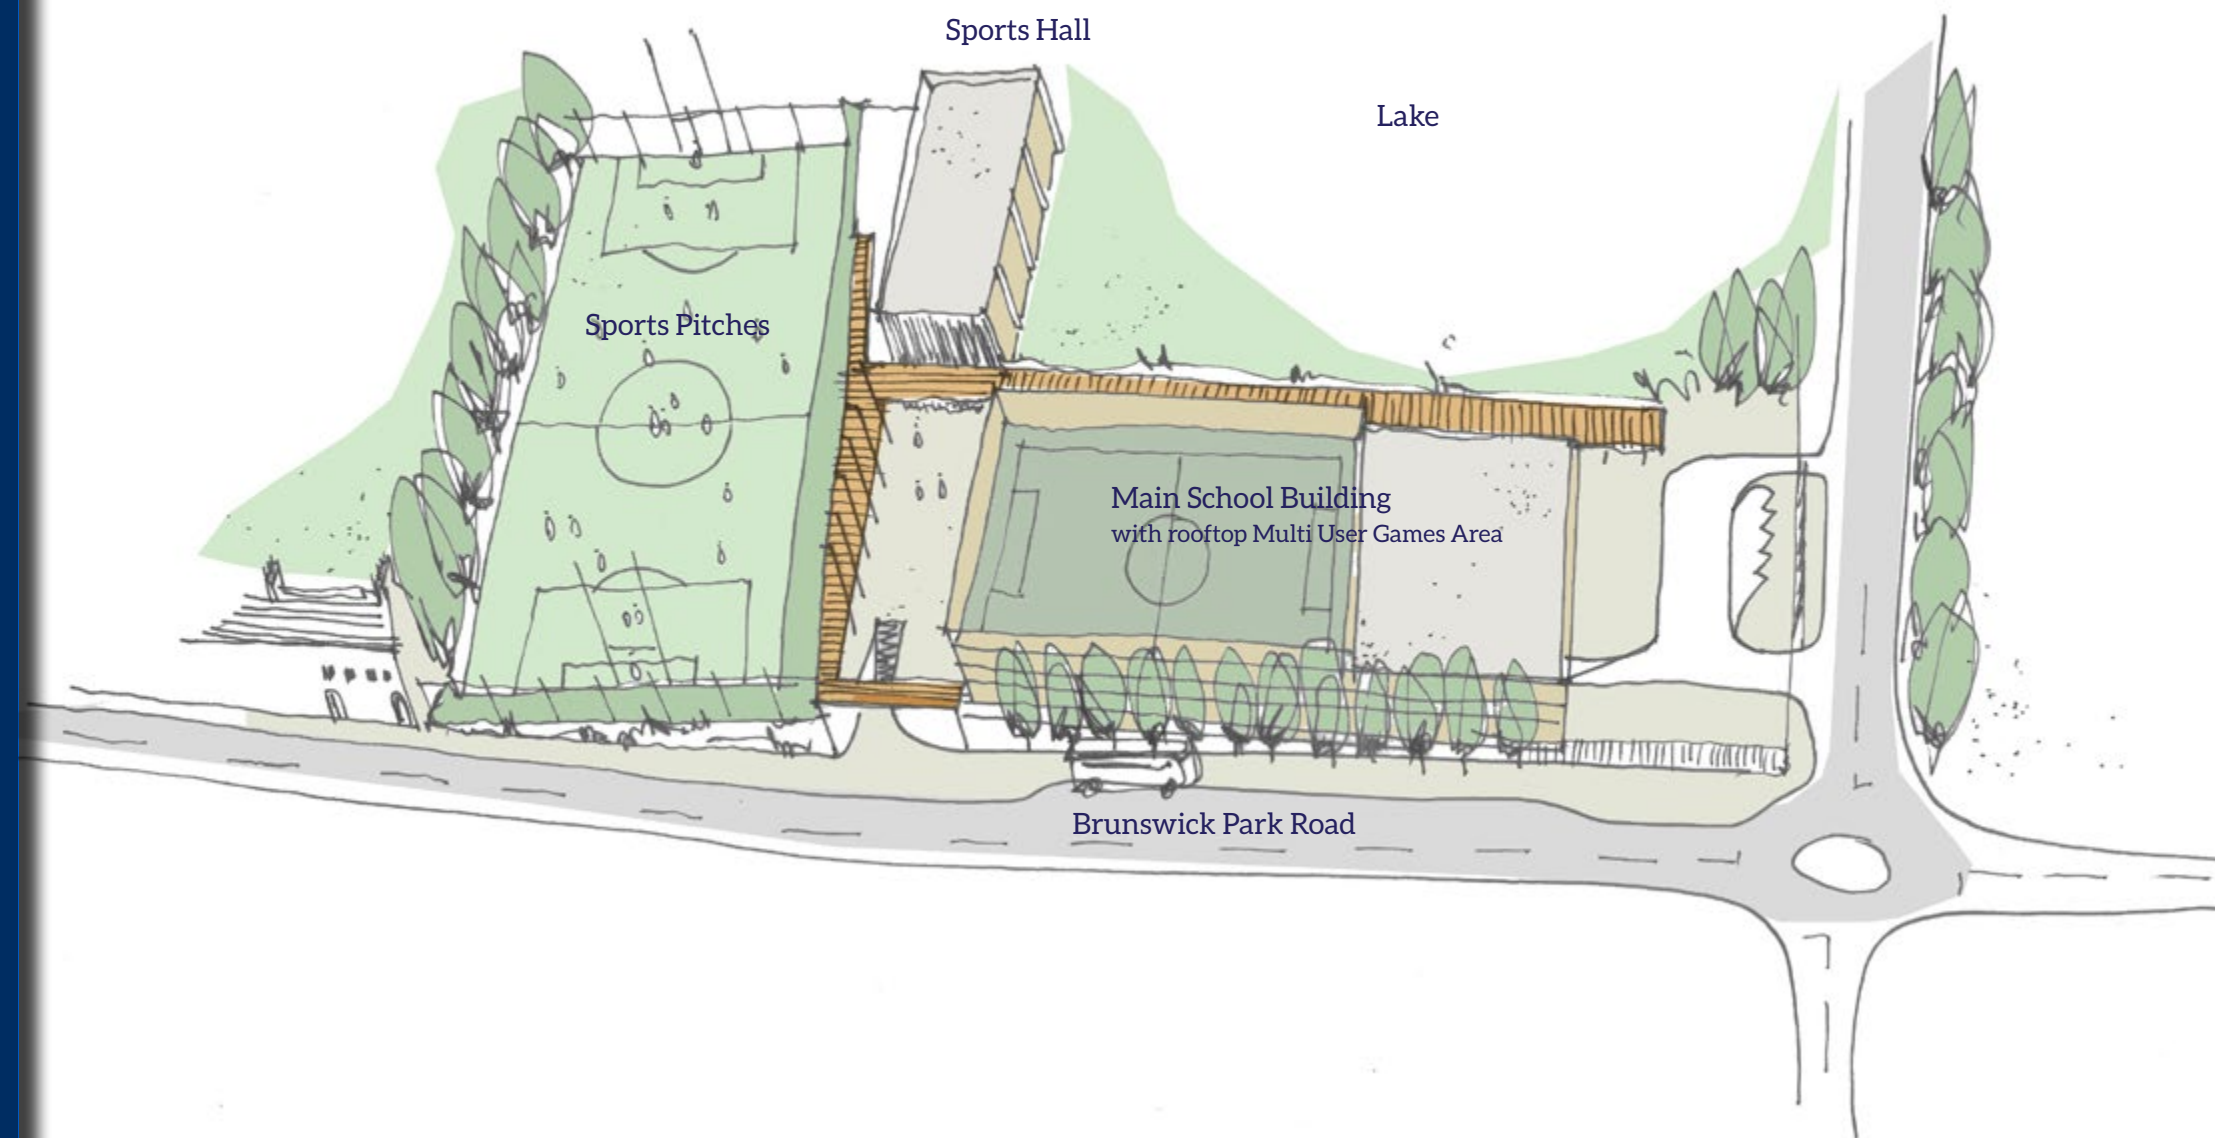 Sports Hall
Lake
Sports Pitches
Main School Building
with rooftop Multi User Games Area
Brunswick Park Road